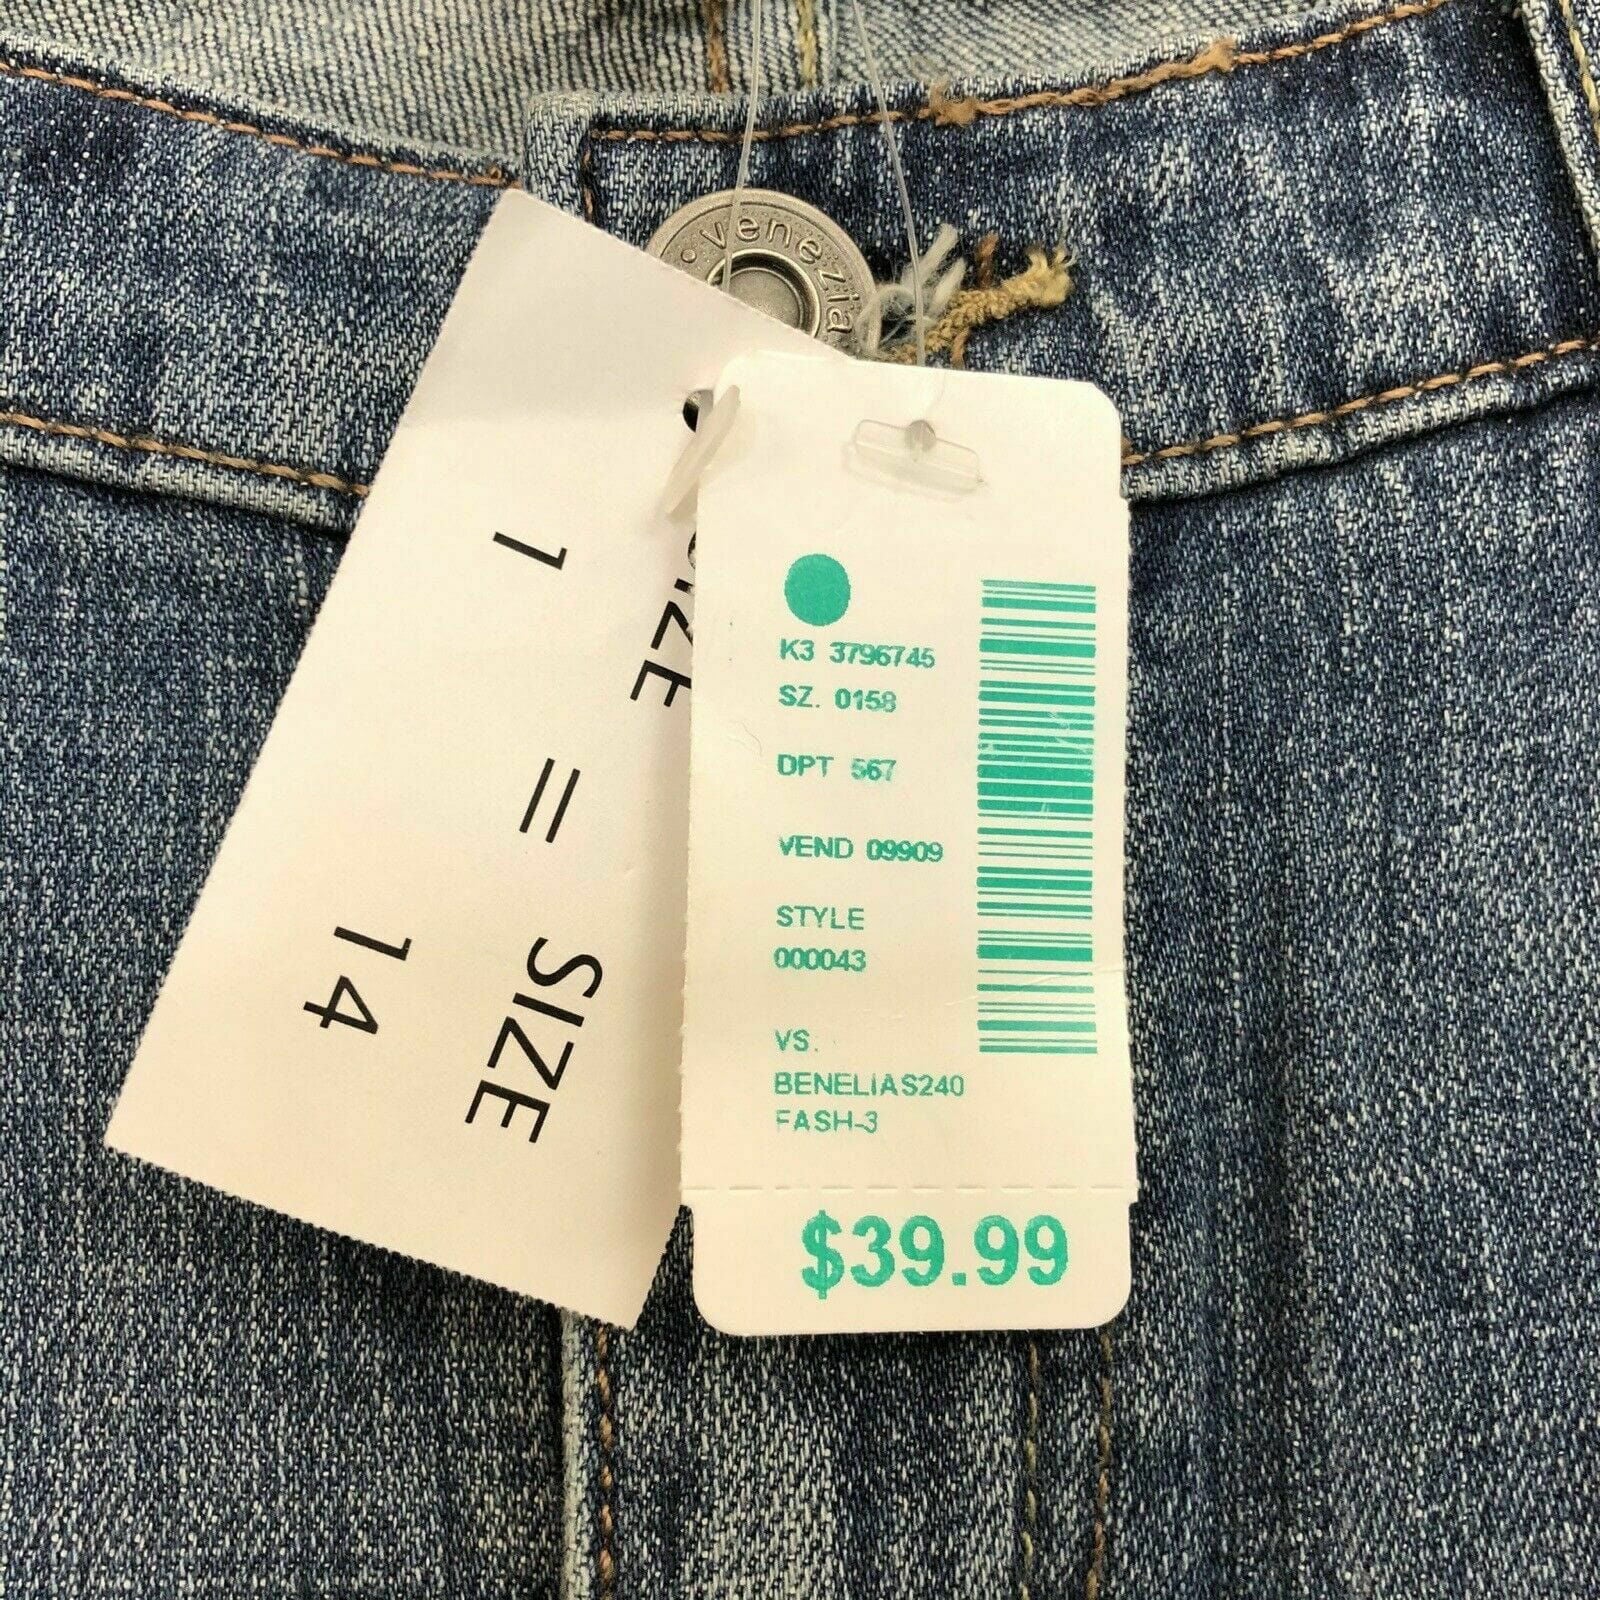 venezia
SIZE
1 = 14
SIZE
K3 3796745
SZ. 0158
DPT 567
VEND 09909
STYLE
000043
VS.
BENELIAS240
FASH-3
$39.99